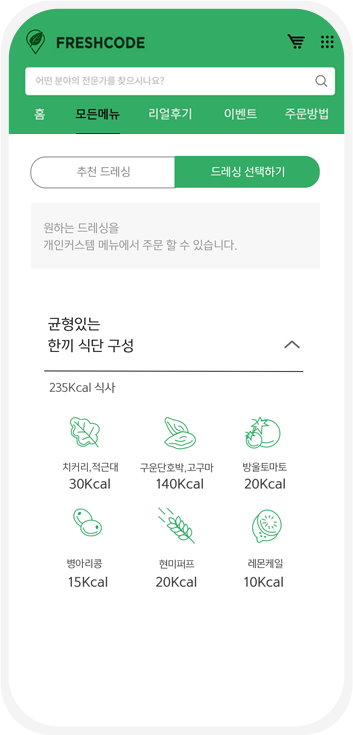 FRESHCODE
어떤 분야의 전문가를 찾으시나요?
홈 모든메뉴 리얼후기 이벤트 주문방법
추천 드레싱 드레싱 선택하기
원하는 드레싱을
개인커스템 메뉴에서 주문 할 수 있습니다.
균형있는
한끼 식단 구성
235Kcal 식사
치커리,적근대 구운단호박,고구마 방울토마토
30Kcal 140Kcal 20Kcal
병아리콩 현미퍼프 레몬케일
15Kcal 20Kcal 10Kcal